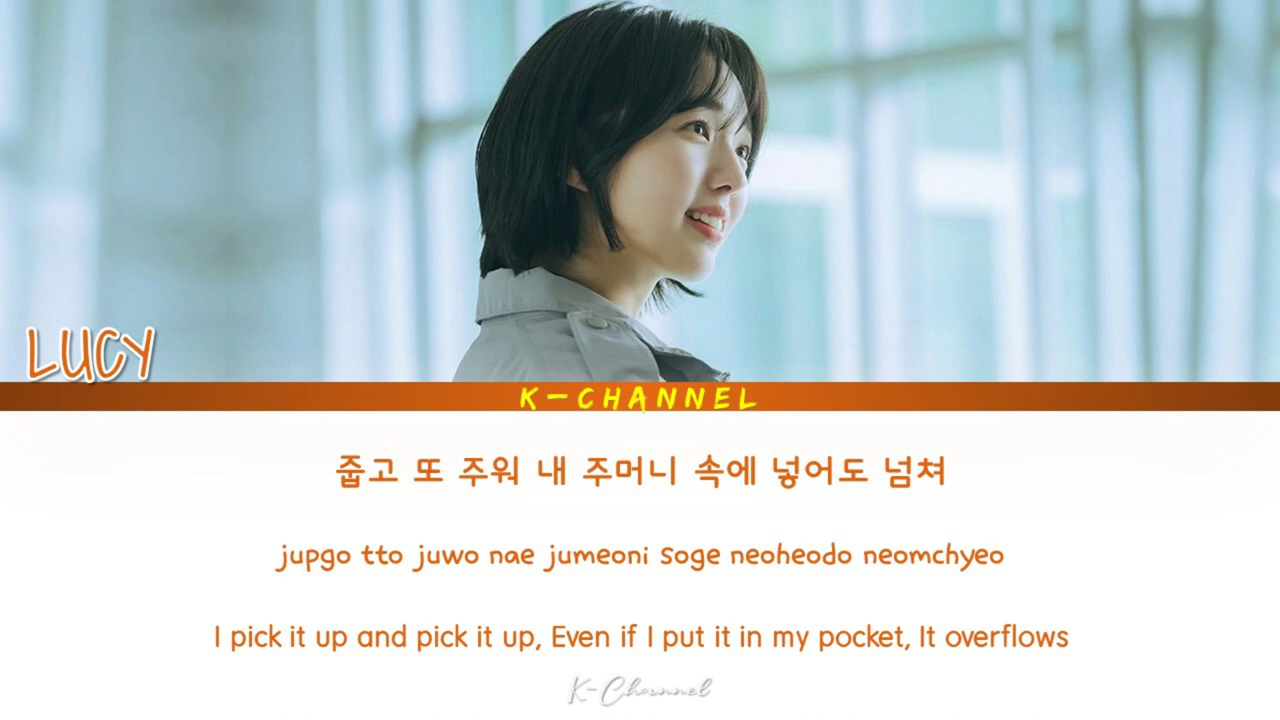 LUCY
K-CHANNEL
줍고 또 주워 내 주머니 속에 넣어도 넘쳐
jupgo tto juwo nae jumeoni soge neoheodo neomchyeo
I pick it up and pick it up, Even if I put it in my pocket, It overflows
K-Channel